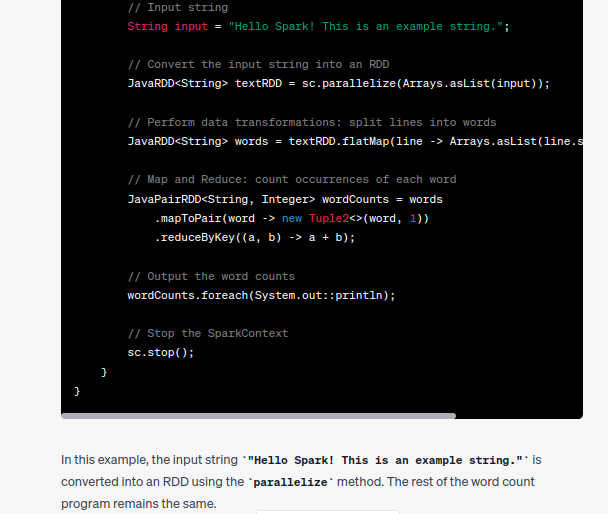 // Input string
String input = "Hello Spark! This is an example string.";
// Convert the input string into an RDD
JavaRDD<String> textRDD = sc.parallelize(Arrays.asList(input));
// Perform data transformations: split lines into words
JavaRDD<String> words = textRDD.flatMap(line -> Arrays.asList(line.s
// Map and Reduce: count occurrences of each word
JavaPairRDD<String, Integer> wordCounts = words
.mapToPair(word -> new Tuple2<>(word, 1))
.reduceByKey((a, b) -> a + b);
// Output the word counts
wordCounts.foreach(System.out::println);
// Stop the SparkContext
sc.stop();
}
}
In this example, the input string `"Hello Spark! This is an example string."` is
converted into an RDD using the `parallelize` method. The rest of the word count
program remains the same.